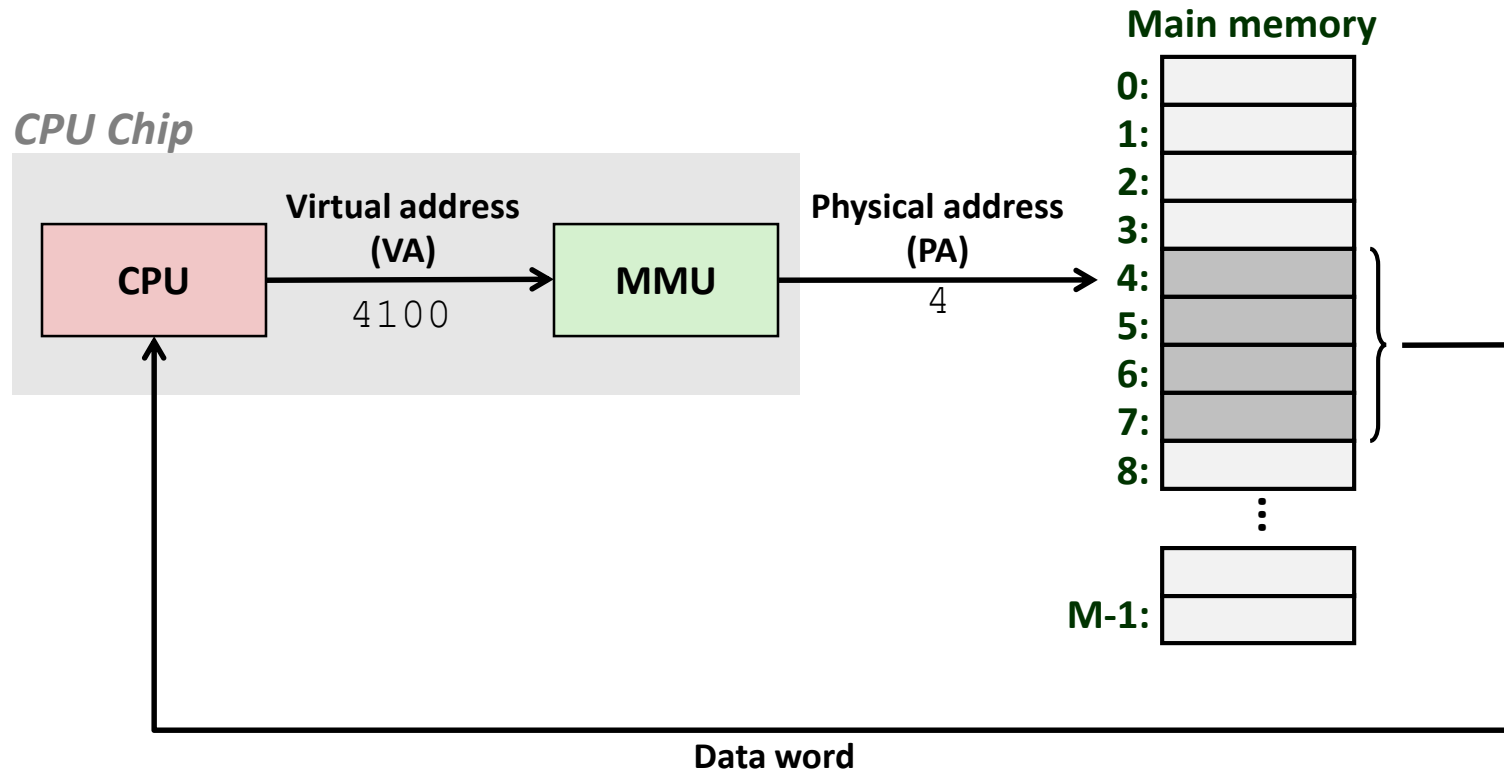 Main memory
CPU Chip
Virtual address
(VA)
4100
Physical address
(PA)
4
CPU
MMU
0:
1:
2:
3:
4:
5:
6:
7:
8:
...
M-1:
Data word